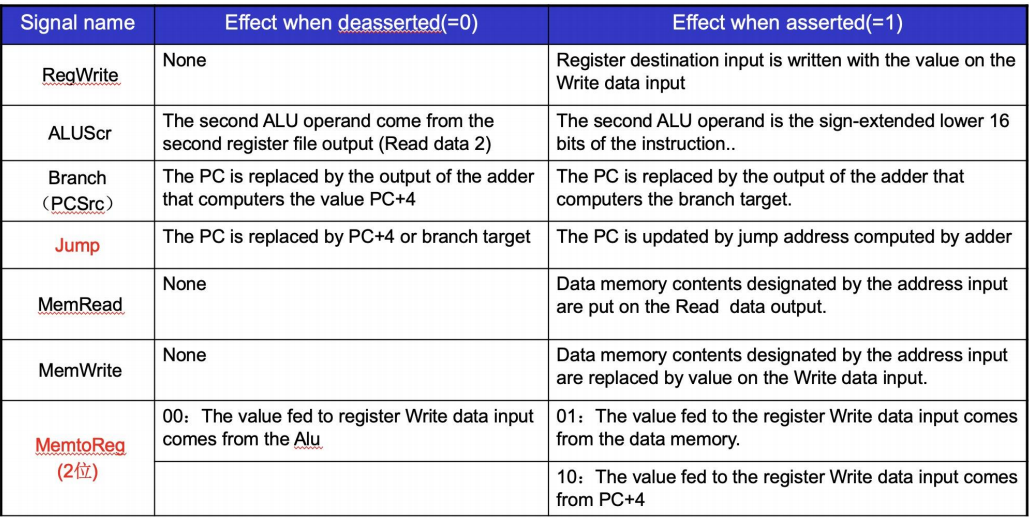 Signal name Effect when deasserted(=0) Effect when asserted(=1)
RegWrite
None
Register destination input is written with the value on the
Write data input
ALUScr
The second ALU operand come from the
second register file output (Read data 2)
The second ALU operand is the sign-extended lower 16
bits of the instruction..
Branch
（PCSrc）
The PC is replaced by the output of the adder
that computers the value PC+4
The PC is replaced by the output of the adder that
computers the branch target.
Jump
The PC is replaced by PC+4 or branch target
The PC is updated by jump address computed by adder
MemRead
None
Data memory contents designated by the address input
are put on the Read data output.
MemWrite
None
Data memory contents designated by the address input
are replaced by value on the Write data input.
MemtoReg
(2位)
00：The value fed to register Write data input
comes from the Alu
01：The value fed to the register Write data input comes
from the data memory.
10：The value fed to the register Write data input comes
from PC+4